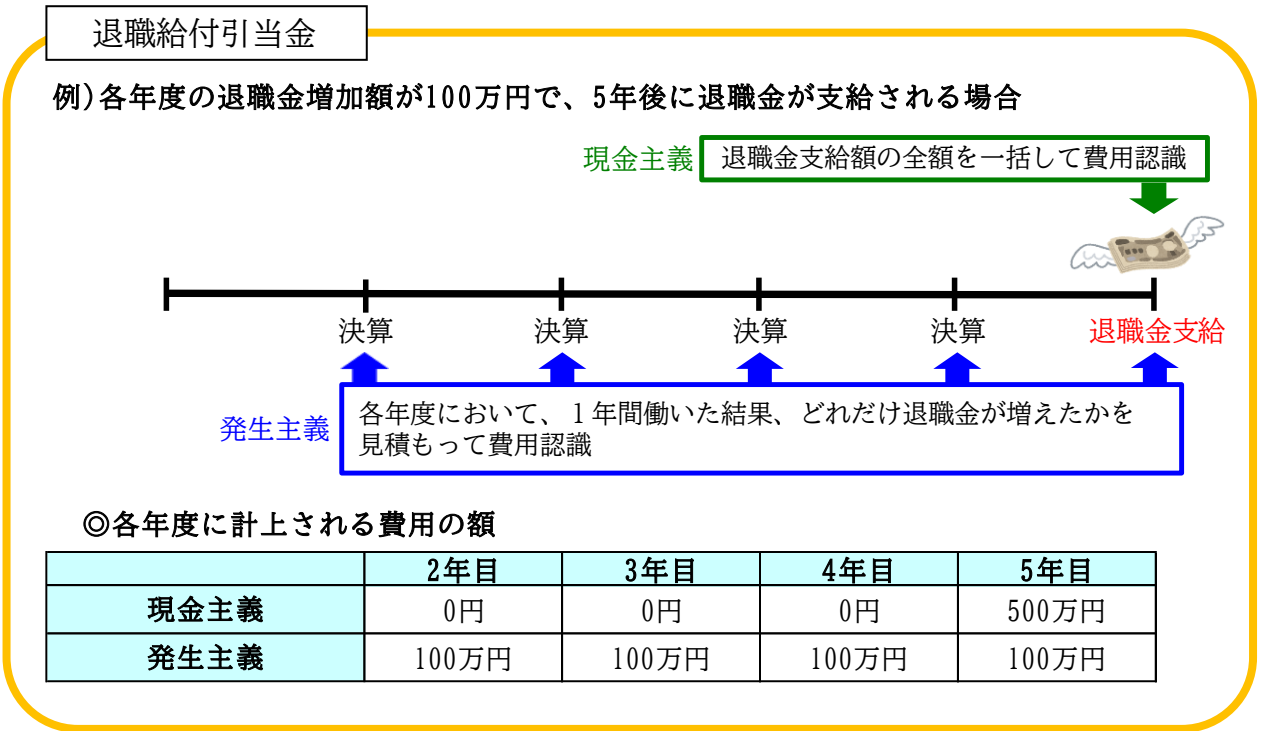 退職給付引当金
例)各年度の退職金増加額が100万円で、5年後に退職金が支給される場合
現金主義 退職金支給額の全額を一括して費用認識
決算 決算 決算 決算 退職金支給
発生主義
各年度において、１年間働いた結果、どれだけ退職金が増えたかを
見積もって費用認識
◎各年度に計上される費用の額
2年目 3年目 4年目 5年目
現金主義 0円 0円 0円 500万円
発生主義 100万円 100万円 100万円 100万円